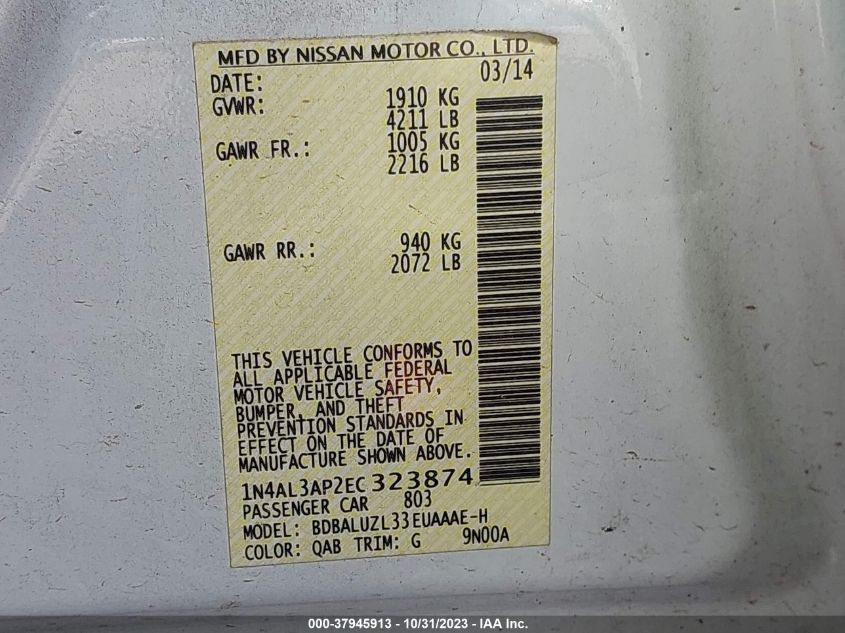 MFD BY NISSAN MOTOR CO., LTD.
DATE: 03/14
GVWR: 1910 KG
4211 LB
GAWR FR.: 1005 KG
2216 LB
GAWR RR.: 940 KG
2072 LB
THIS VEHICLE CONFORMS TO
ALL APPLICABLE FEDERAL
MOTOR VEHICLE SAFETY,
BUMPER, AND THEFT
PREVENTION STANDARDS IN
EFFECT ON THE DATE OF
MANUFACTURE SHOWN ABOVE.
1N4AL3AP2EC323874
PASSENGER CAR 803
MODEL: BDBALUZL33EUAAAE-H
COLOR: QAB TRIM: G 9N00A
000-37945913 - 10/31/2023 - IAA Inc.